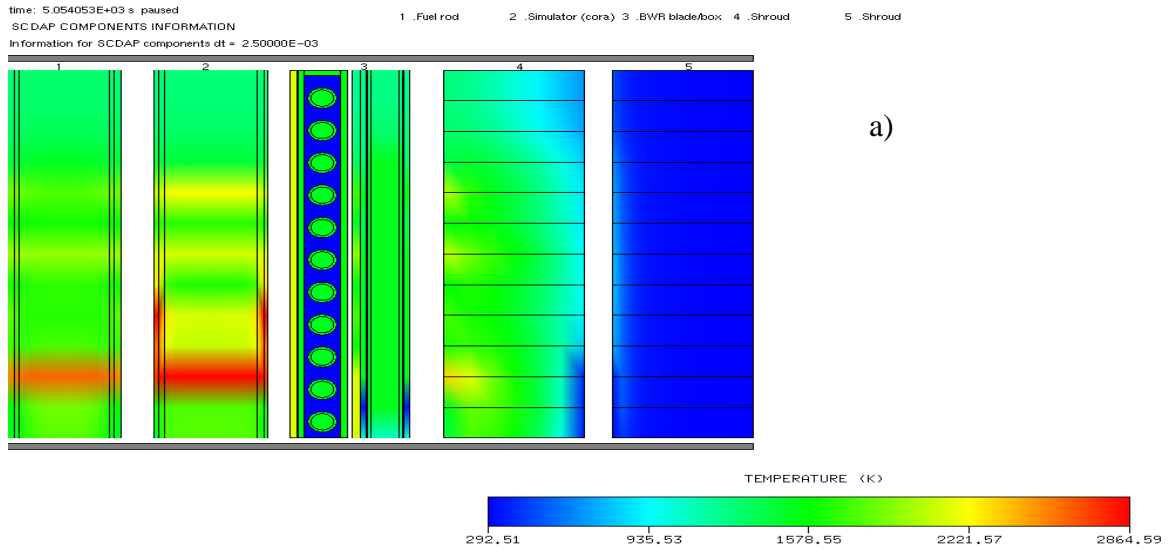 time: 5.054053E+03 s paused
SCDAP COMPONENTS INFORMATION
1 .Fuel rod 2 .Simulator (cora) 3 .BWR blade/box 4 .Shroud 5 .Shroud
Information for SCDAP components dt = 2.50000E-03
1 2 3 4 5
a)
TEMPERATURE (K)
292.51 935.53 1578.55 2221.57 2864.59